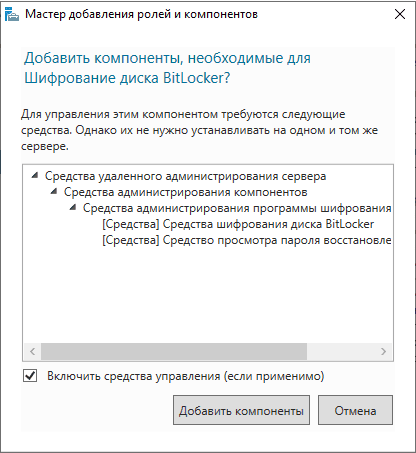 Мастер добавления ролей и компонентов
Добавить компоненты, необходимые для
Шифрование диска BitLocker?
Для управления этим компонентом требуются следующие
средства. Однако их не нужно устанавливать на одном и том же
сервере.
Средства удаленного администрирования сервера
Средства администрирования компонентов
Средства администрирования программы шифрования
[Средства] Средства шифрования диска BitLocker
[Средства] Средство просмотра пароля восстановле
Включить средства управления (если применимо)
Добавить компоненты
Отмена